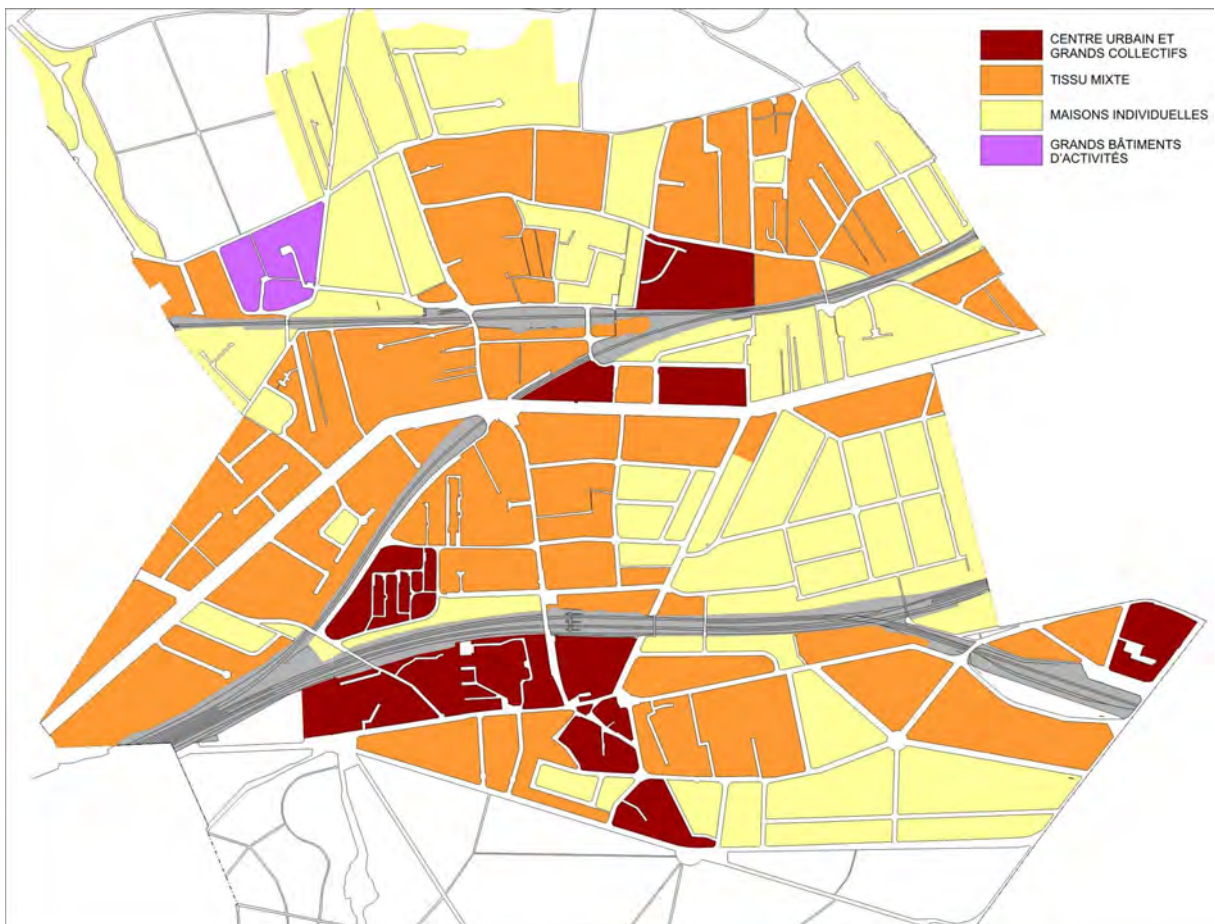 CENTRE URBAIN ET
GRANDS COLLECTIFS
TISSU MIXTE
MAISONS INDIVIDUELLES
GRANDS BÂTIMENTS
D'ACTIVITÉS